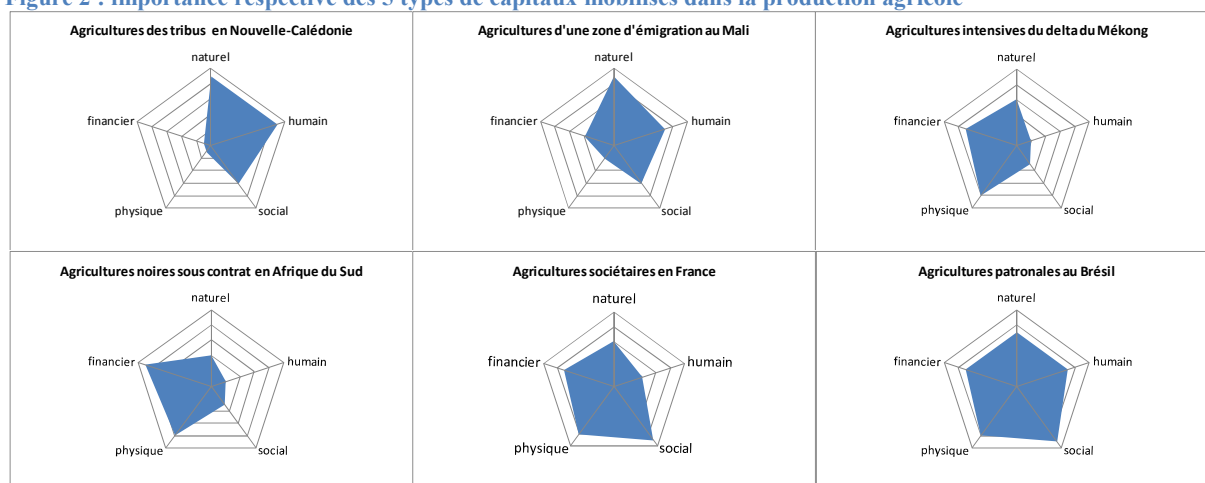 Figure 2 : Importance respective des 5 types de capitaux mobilisés dans la production agricole
Agricultures des tribus en Nouvelle-Calédonie
naturel
humain
social
physique
financier
Agricultures d'une zone d'émigration au Mali
naturel
humain
social
physique
financier
Agricultures intensives du delta du Mékong
naturel
humain
social
physique
financier
Agricultures noires sous contrat en Afrique du Sud
naturel
humain
social
physique
financier
Agricultures sociétaires en France
naturel
humain
social
physique
financier
Agricultures patronales au Brésil
naturel
humain
social
physique
financier